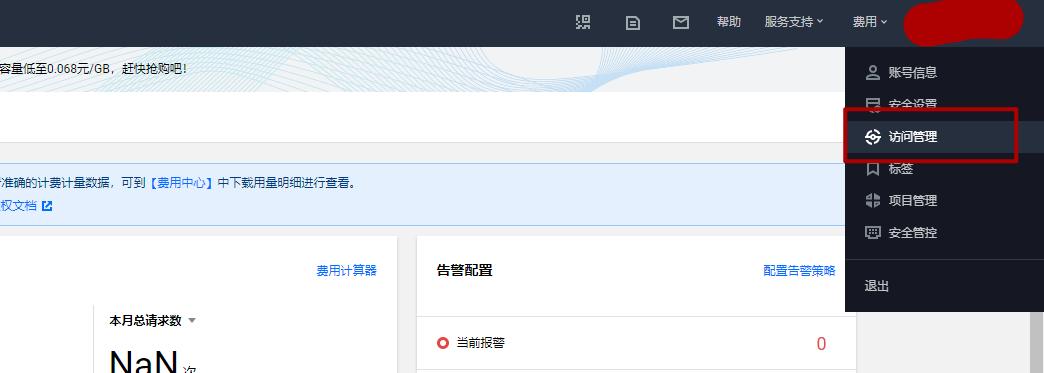 帮助 服务支持 费用
容量低至0.068元/GB，赶快抢购吧！
账号信息
安全设置
访问管理
标签
项目管理
安全管控
退出
准确的计费计量数据，可到【费用中心】中下载用量明细进行查看。
权文档
费用计算器
告警配置 配置告警策略
本月总请求数
当前报警 0
NaN 次